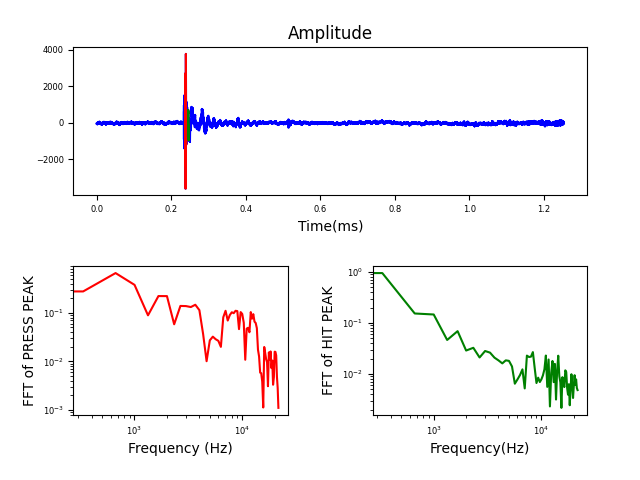 Amplitude
4000
2000
0
−2000
0.0 0.2 0.4 0.6 0.8 1.0 1.2
Time(ms)
FFT of PRESS PEAK
10⁻¹
10⁻²
10⁻³
10³ 10⁴
Frequency (Hz)
FFT of HIT PEAK
10⁰
10⁻¹
10⁻²
10³ 10⁴
Frequency(Hz)